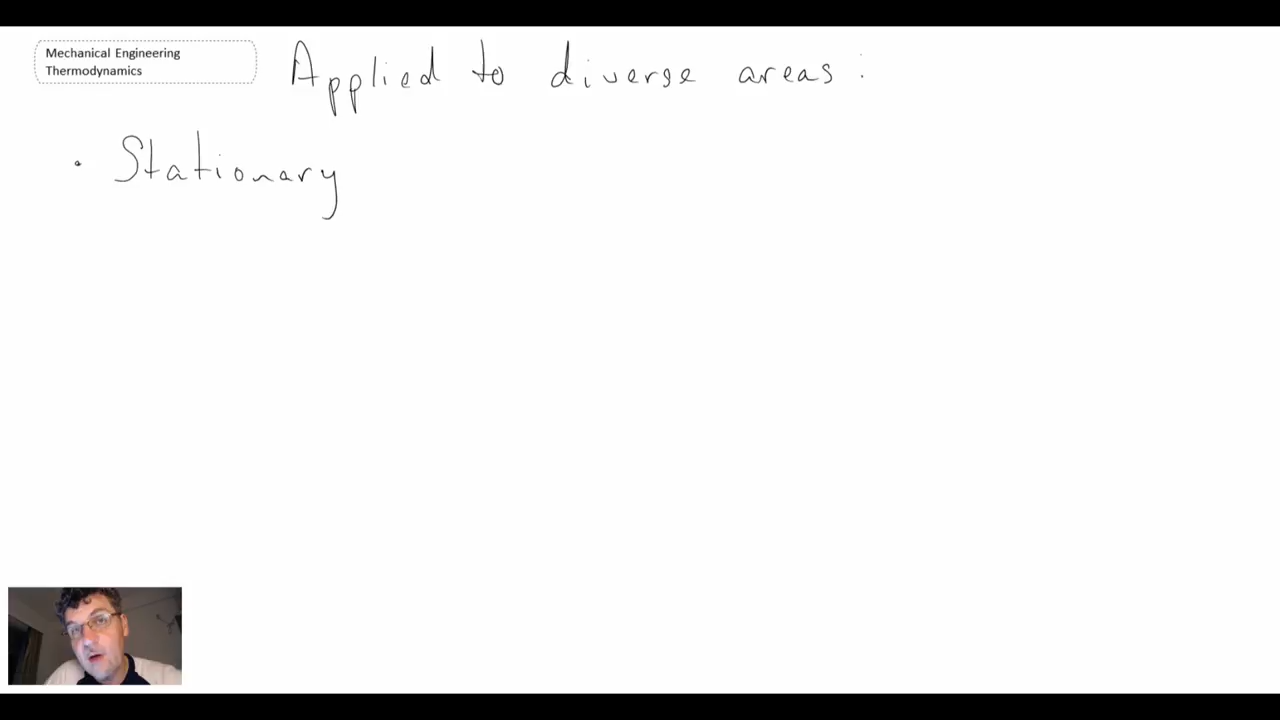 Mechanical Engineering
Thermodynamics
Applied to diverse areas:
• Stationary